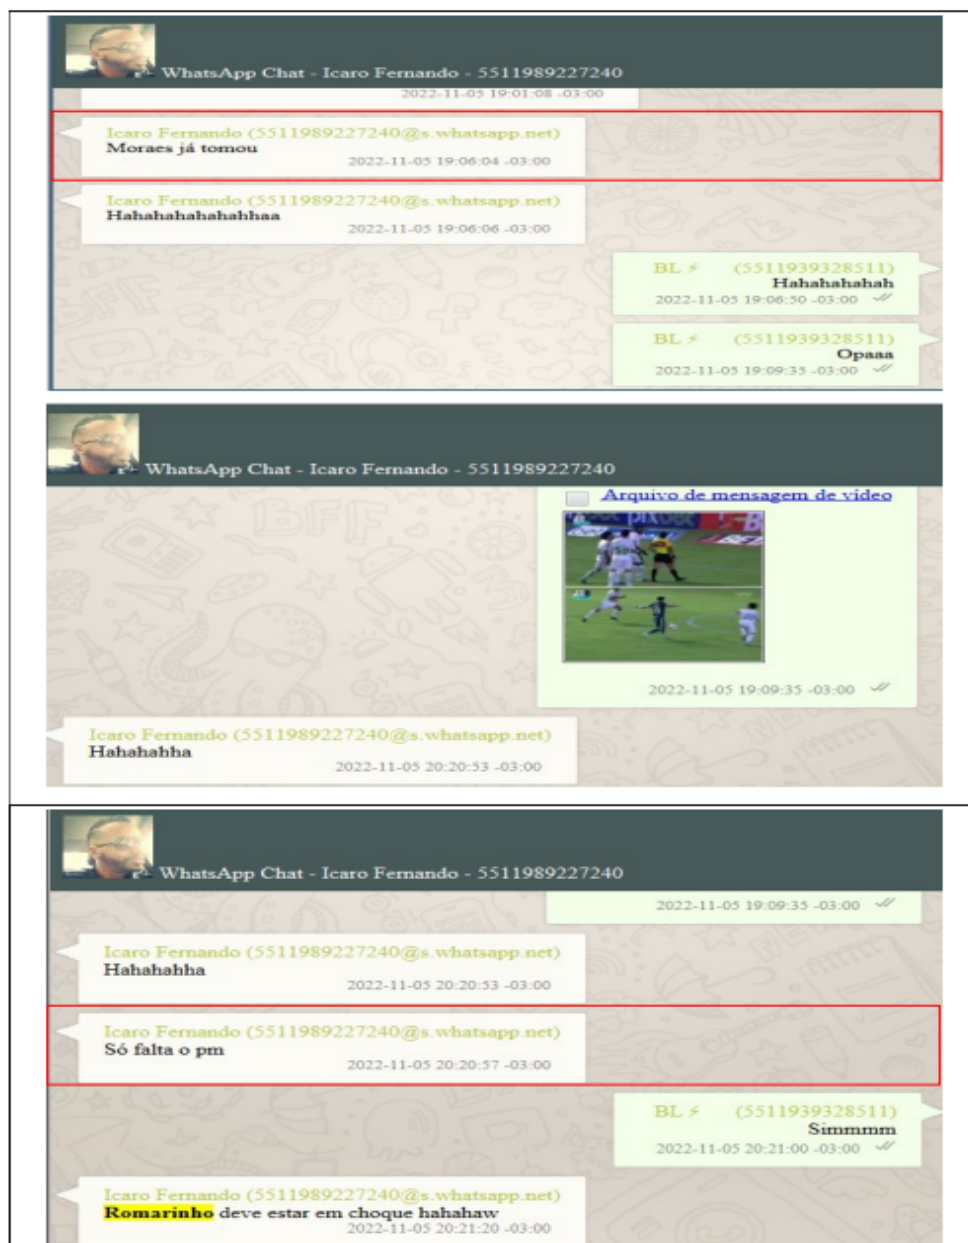 WhatsApp Chat - Icaro Fernando - 5511989227240
2022-11-05 19:01:08 -03:00
Icaro Fernando (5511989227240@s.whatsapp.net)
Moraes já tomou
2022-11-05 19:06:04 -03:00
Icaro Fernando (5511989227240@s.whatsapp.net)
Hahahahahahahhaa
2022-11-05 19:06:06 -03:00
BL ⚡ (5511939328511)
Hahahahahah
2022-11-05 19:06:50 -03:00
BL ⚡ (5511939328511)
Opaaa
2022-11-05 19:09:35 -03:00
WhatsApp Chat - Icaro Fernando - 5511989227240
Arquivo de mensagem de vídeo
2022-11-05 19:09:35 -03:00
Icaro Fernando (5511989227240@s.whatsapp.net)
Hahahahha
2022-11-05 20:20:53 -03:00
WhatsApp Chat - Icaro Fernando - 5511989227240
2022-11-05 19:09:35 -03:00
Icaro Fernando (5511989227240@s.whatsapp.net)
Hahahahha
2022-11-05 20:20:53 -03:00
Icaro Fernando (5511989227240@s.whatsapp.net)
Só falta o pm
2022-11-05 20:20:57 -03:00
BL ⚡ (5511939328511)
Simmmm
2022-11-05 20:21:00 -03:00
Icaro Fernando (5511989227240@s.whatsapp.net)
Romarinho deve estar em choque hahahaw
2022-11-05 20:21:20 -03:00